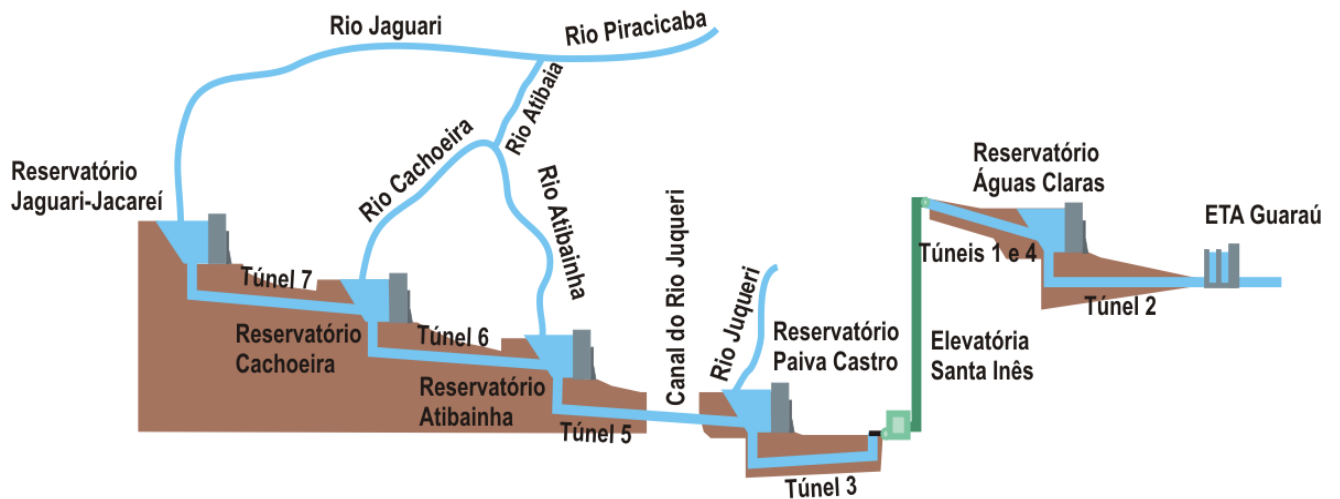 Rio Jaguari
Rio Piracicaba
Rio Atibaia
Rio Cachoeira
Rio Atibainha
Reservatório
Jaguari-Jacareí
Túnel 7
Reservatório
Cachoeira
Túnel 6
Reservatório
Atibainha
Túnel 5
Canal do Rio Juqueri
Rio Juqueri
Reservatório
Paiva Castro
Túnel 3
Elevatória
Santa Inês
Reservatório
Águas Claras
Túneis 1 e 4
Túnel 2
ETA Guaraú